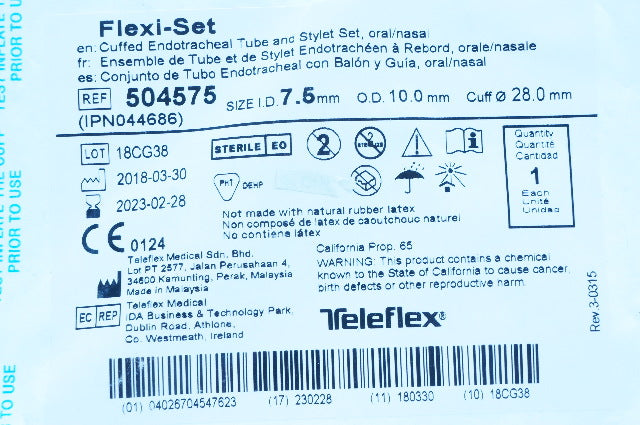 Flexi-Set
en: Cuffed Endotracheal Tube and Stylet Set, oral/nasal
fr: Ensemble de Tube et de Stylet Endotrachéen à Rebord, orale/nasale
es: Conjunto de Tubo Endotracheal con Balón y Guía, oral/nasal
REF 504575 SIZE I.D. 7.5 mm O.D. 10.0 mm Cuff Ø 28.0 mm
(IPN044686)
LOT 18CG38
STERILE EO
2
Quantity
Quantité
Cantidad
1
Each
Unité
Unidad
2018-03-30
PHT DEHP
2023-02-28
Not made with natural rubber latex
Non composé de latex de caoutchouc naturel
No contiene látex
CE 0124
Teleflex Medical Sdn. Bhd.
Lot PT 2577, Jalan Perusahaan 4,
34600 Kamunting, Perak, Malaysia
Made in Malaysia
California Prop. 65
WARNING: This product contains a chemical
known to the State of California to cause cancer,
birth defects or other reproductive harm.
EC REP
Teleflex Medical
IDA Business & Technology Park,
Dublin Road, Athlone,
Co. Westmeath, Ireland
Teleflex®
Rev 3-0315
(01) 04026704547623 (17) 230228 (11) 180330 (10) 18CG38
PRIOR TO USE
PRIOR TO USE
TO USE